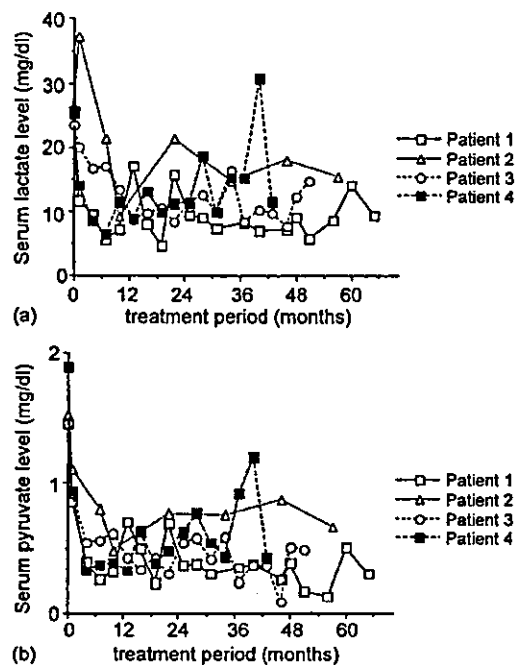 40
30
20
10
0
Serum lactate level (mg/dl)
Patient 1
Patient 2
Patient 3
Patient 4
0 12 24 36 48 60
(a) treatment period (months)
2
1
0
Serum pyruvate level (mg/dl)
Patient 1
Patient 2
Patient 3
Patient 4
0 12 24 36 48 60
(b) treatment period (months)